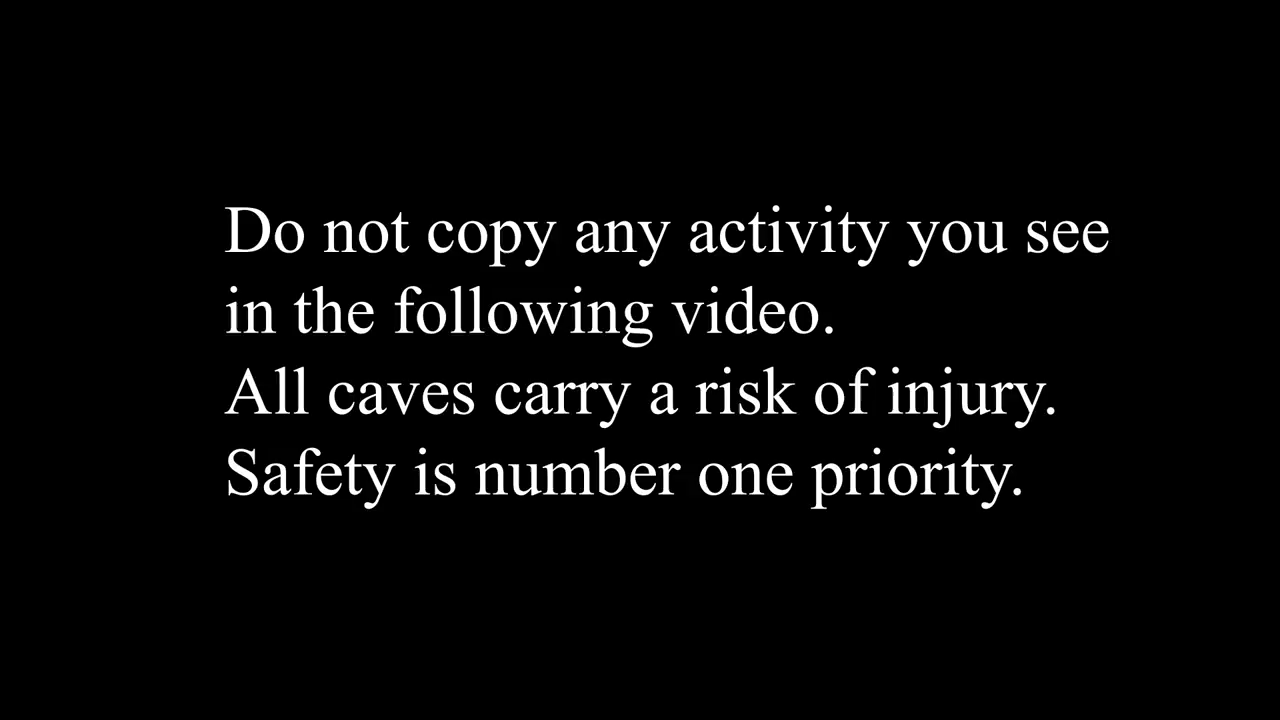 Do not copy any activity you see
in the following video.
All caves carry a risk of injury.
Safety is number one priority.